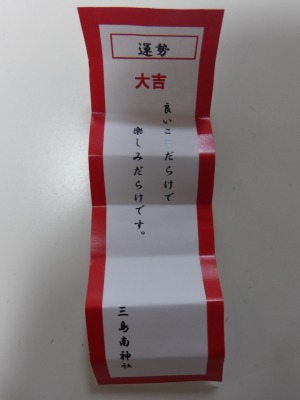 運勢
大吉
良いこ だらけで
楽しみだらけです。
三島南神社